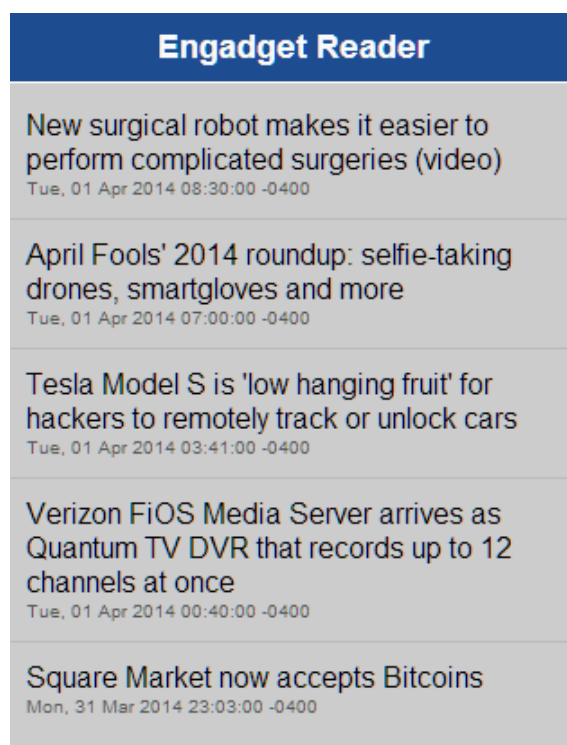 Engadget Reader
New surgical robot makes it easier to
perform complicated surgeries (video)
Tue, 01 Apr 2014 08:30:00 -0400
April Fools' 2014 roundup: selfie-taking
drones, smartgloves and more
Tue, 01 Apr 2014 07:00:00 -0400
Tesla Model S is 'low hanging fruit' for
hackers to remotely track or unlock cars
Tue, 01 Apr 2014 03:41:00 -0400
Verizon FiOS Media Server arrives as
Quantum TV DVR that records up to 12
channels at once
Tue, 01 Apr 2014 00:40:00 -0400
Square Market now accepts Bitcoins
Mon, 31 Mar 2014 23:03:00 -0400